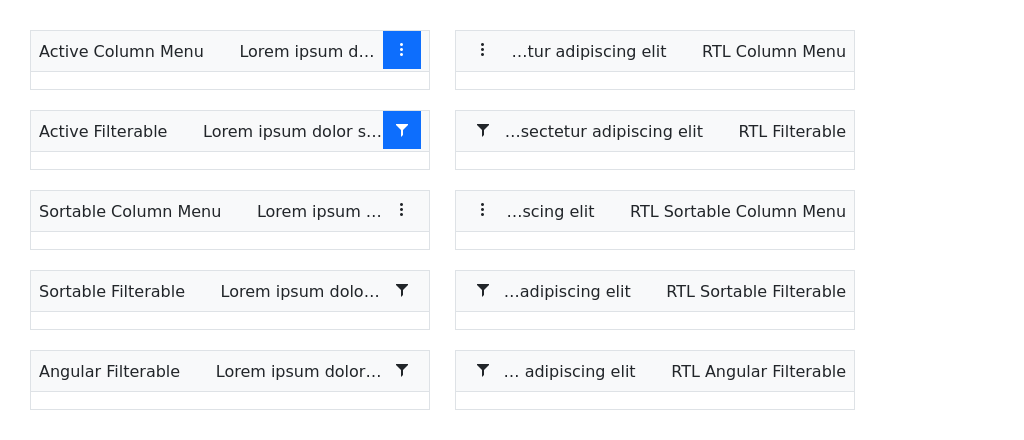 Active Column Menu Lorem ipsum d…
…tur adipiscing elit RTL Column Menu
Active Filterable Lorem ipsum dolor s…
…sectetur adipiscing elit RTL Filterable
Sortable Column Menu Lorem ipsum …
…scing elit RTL Sortable Column Menu
Sortable Filterable Lorem ipsum dolo…
…adipiscing elit RTL Sortable Filterable
Angular Filterable Lorem ipsum dolor…
… adipiscing elit RTL Angular Filterable